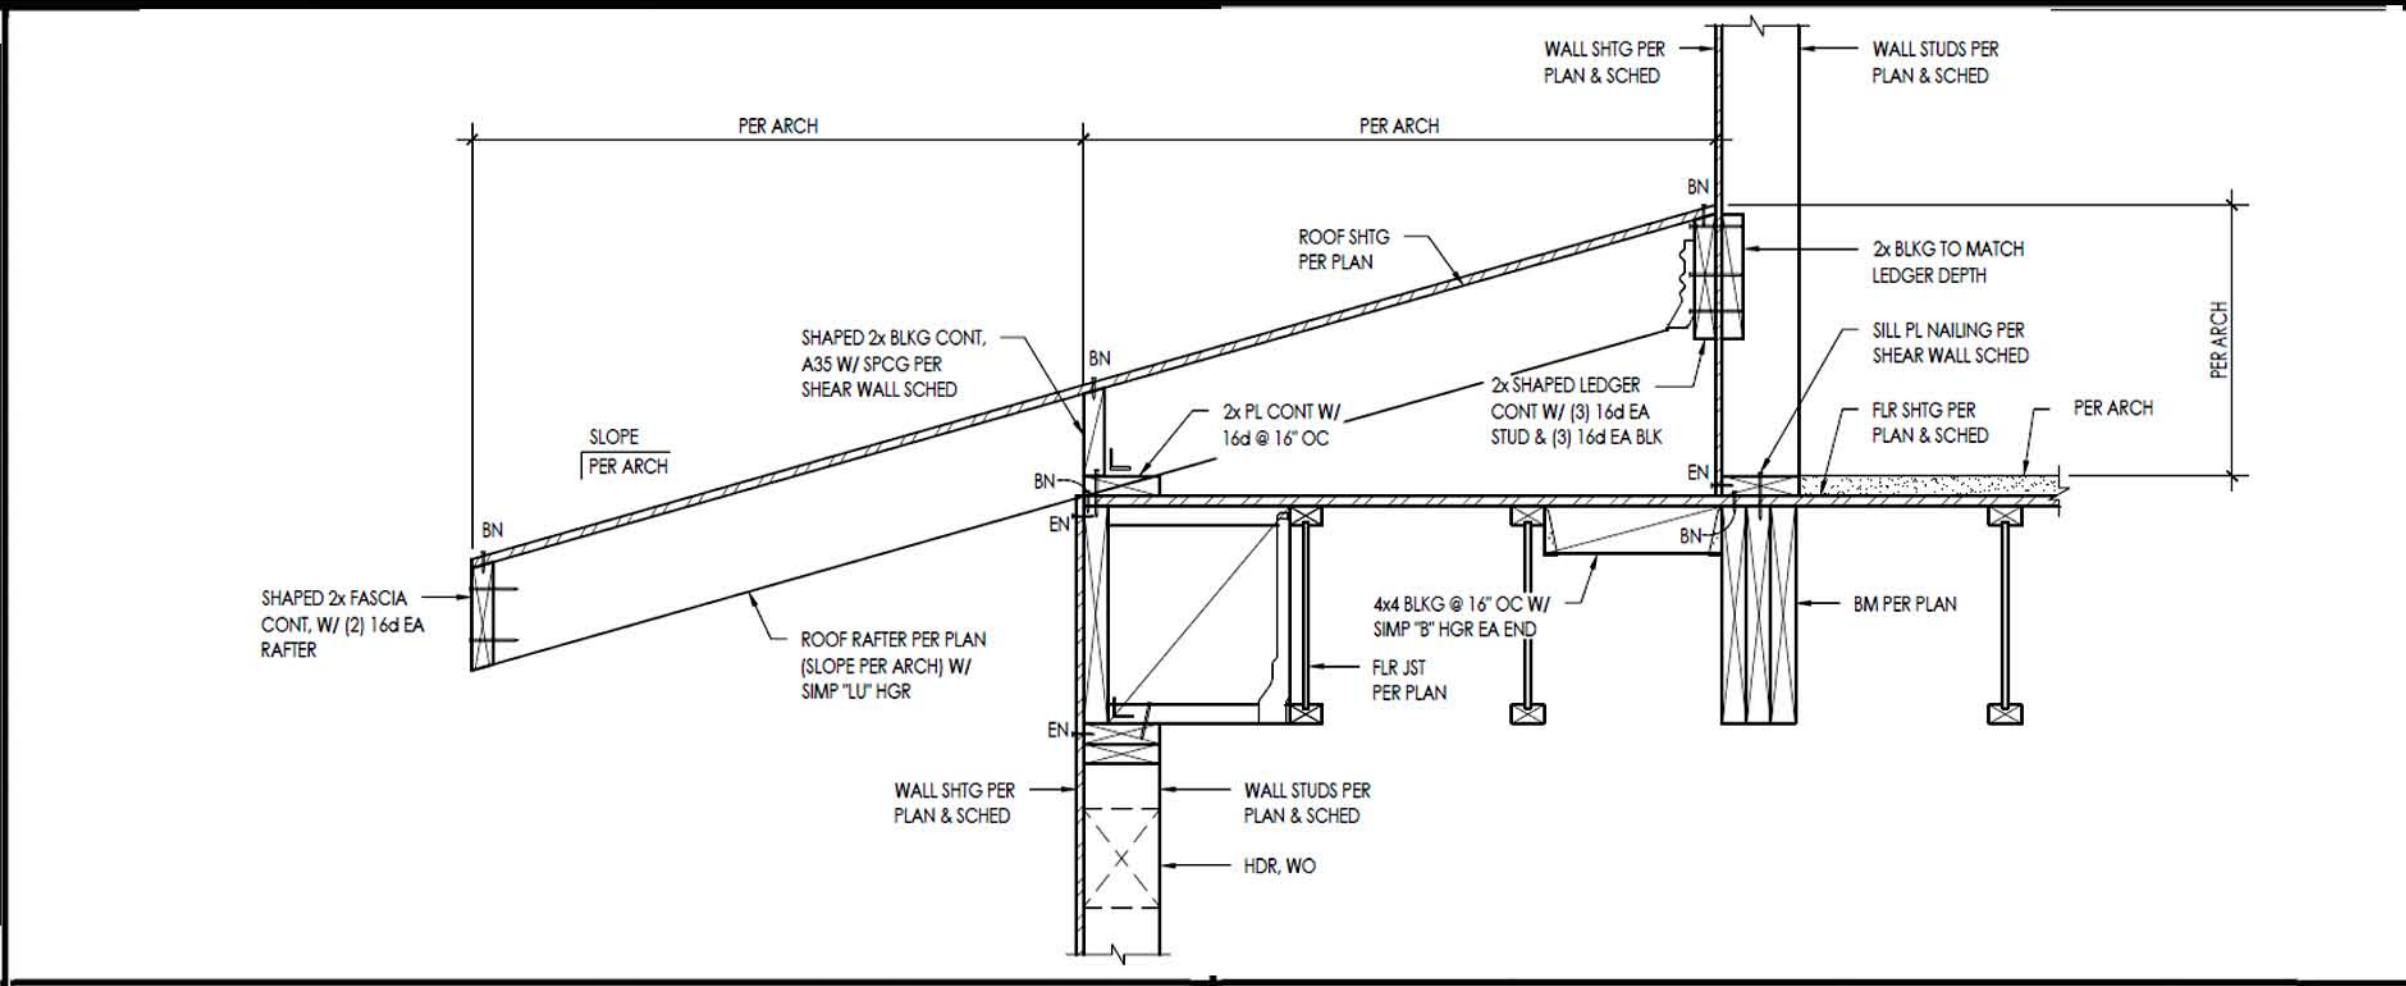 WALL SHTG PER
PLAN & SCHED
WALL STUDS PER
PLAN & SCHED
PER ARCH
PER ARCH
BN
ROOF SHTG
PER PLAN
2x BLKG TO MATCH
LEDGER DEPTH
PER ARCH
SHAPED 2x BLKG CONT,
A35 W/ SPCG PER
SHEAR WALL SCHED
BN
SILL PL NAILING PER
SHEAR WALL SCHED
2x SHAPED LEDGER
CONT W/ (3) 16d EA
STUD & (3) 16d EA BLK
2x PL CONT W/
16d @ 16" OC
FLR SHTG PER
PLAN & SCHED
PER ARCH
SLOPE
PER ARCH
BN
EN
EN
BN
BN
SHAPED 2x FASCIA
CONT, W/ (2) 16d EA
RAFTER
4x4 BLKG @ 16" OC W/
SIMP "B" HGR EA END
BM PER PLAN
ROOF RAFTER PER PLAN
(SLOPE PER ARCH) W/
SIMP "LU" HGR
FLR JST
PER PLAN
EN
WALL SHTG PER
PLAN & SCHED
WALL STUDS PER
PLAN & SCHED
HDR, WO